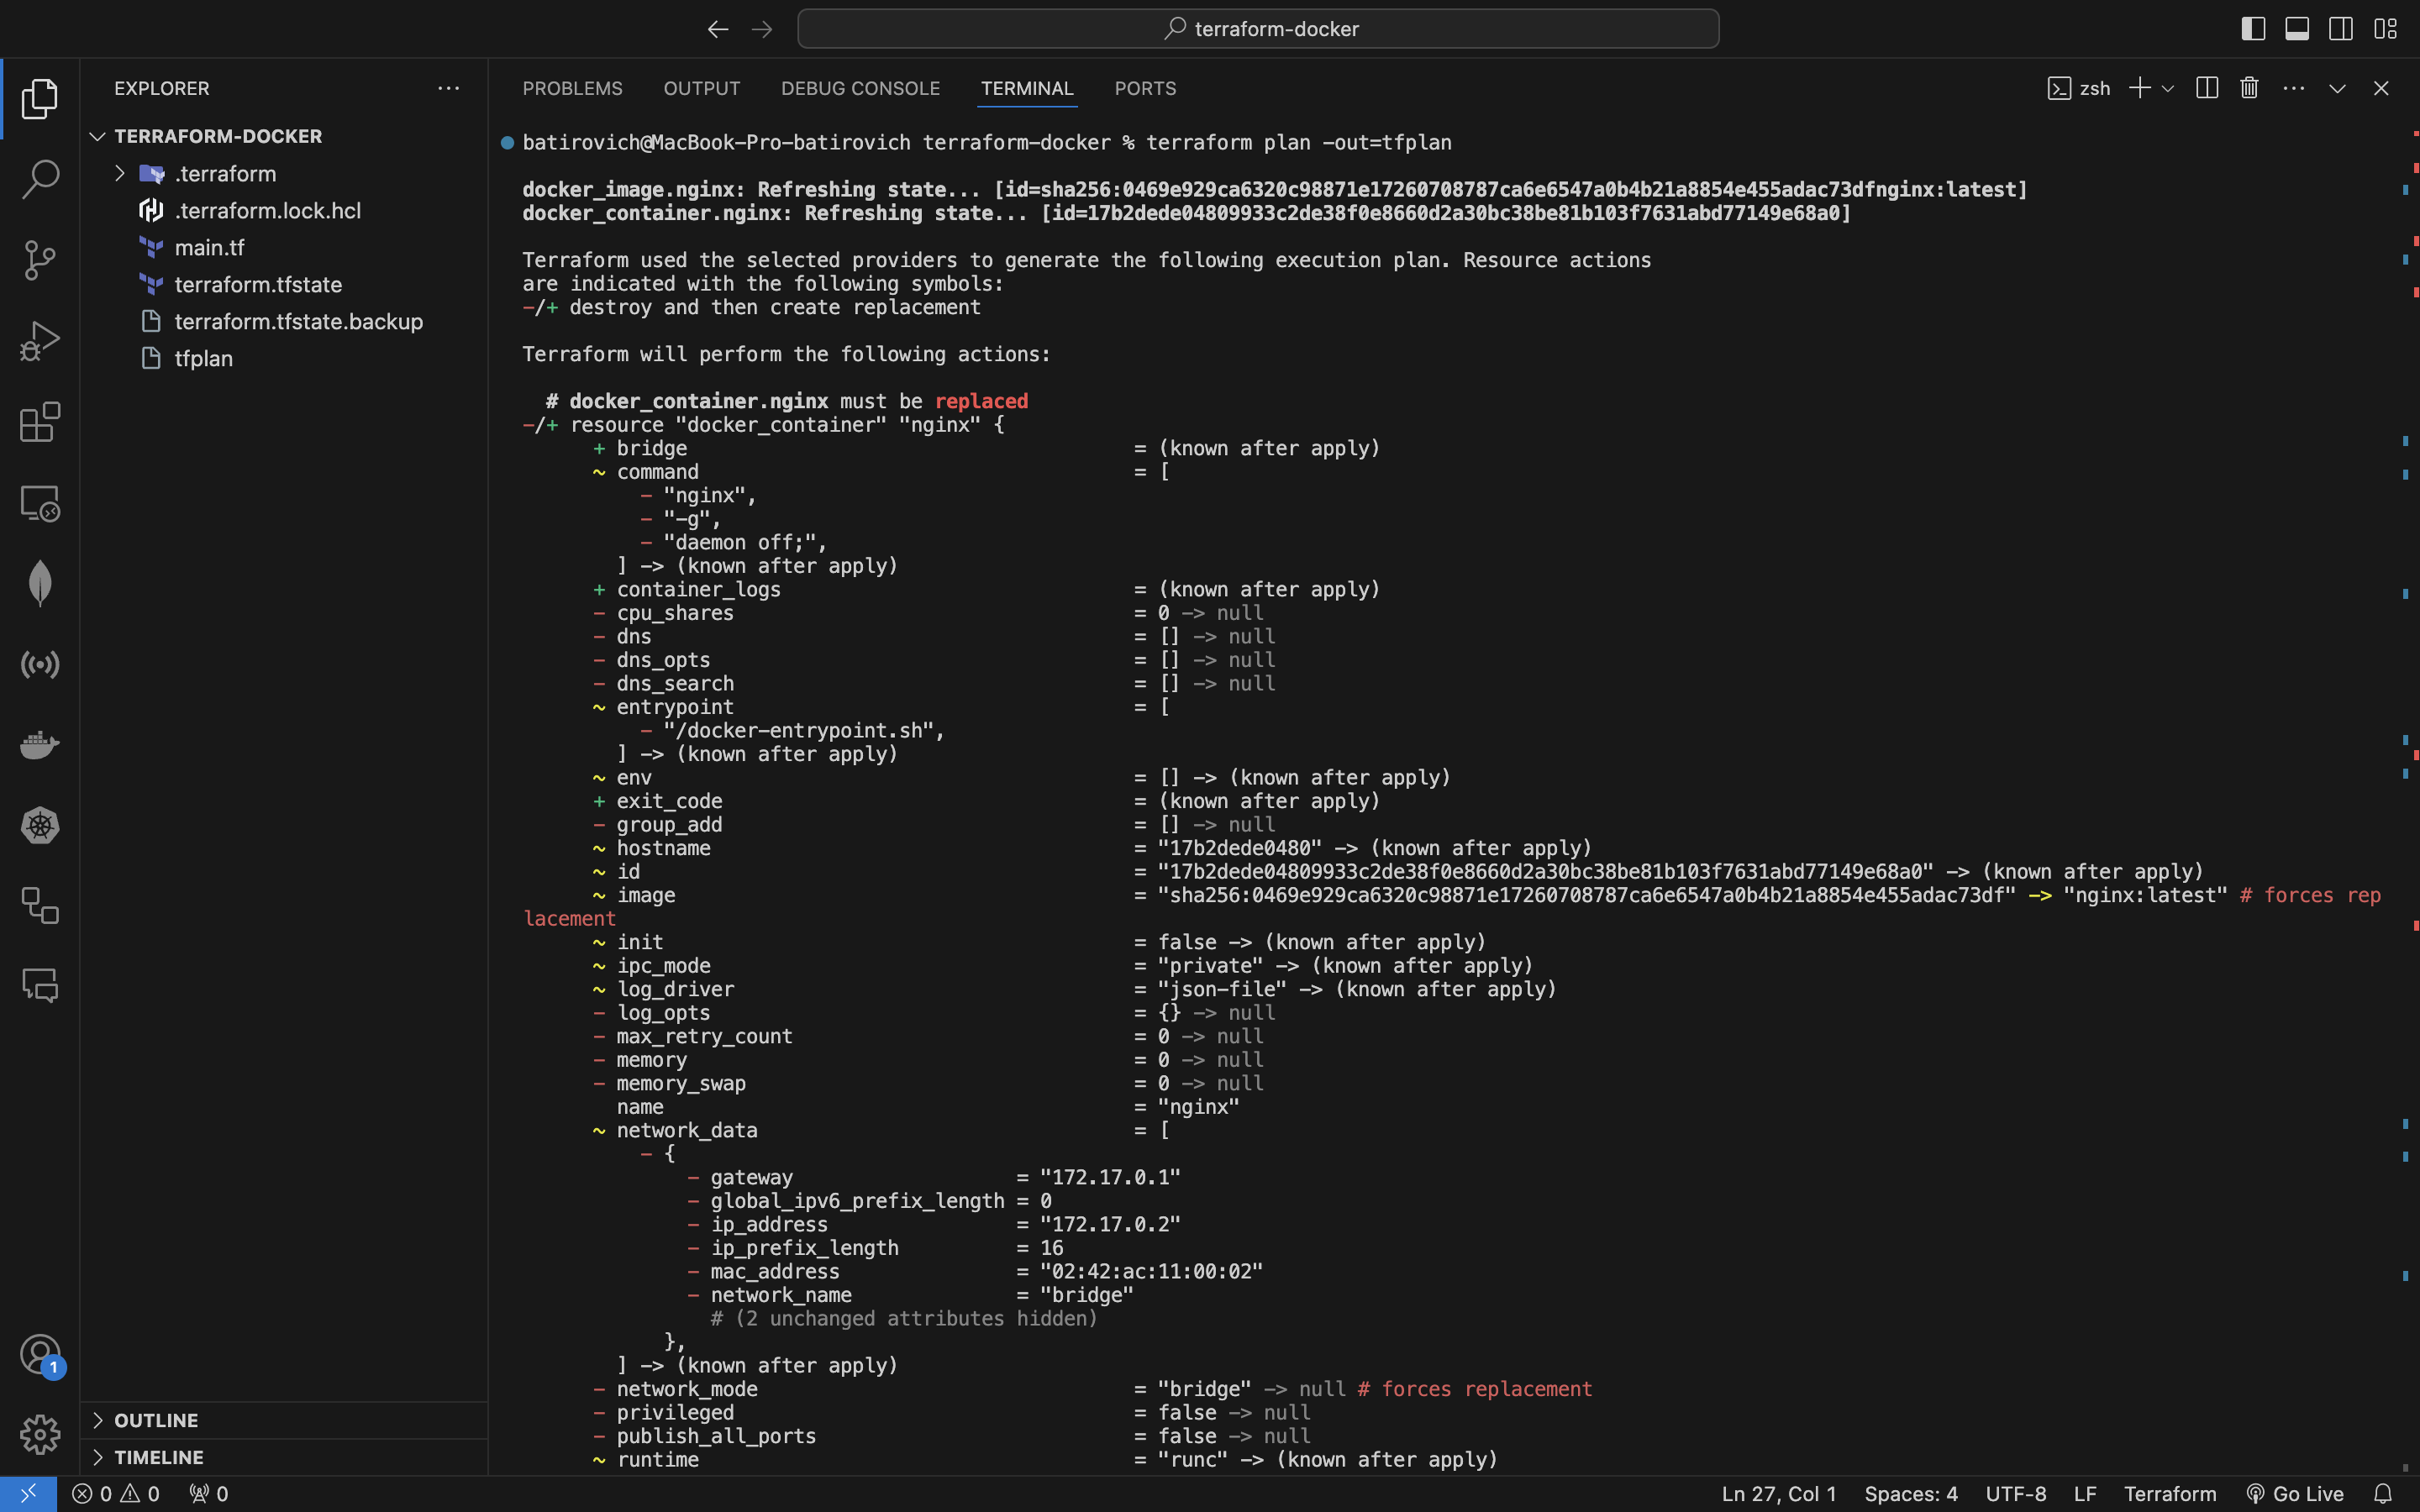 terraform-docker
EXPLORER
TERRAFORM-DOCKER
.terraform
.terraform.lock.hcl
main.tf
terraform.tfstate
terraform.tfstate.backup
tfplan
OUTLINE
TIMELINE
1
PROBLEMS OUTPUT DEBUG CONSOLE TERMINAL PORTS
zsh
batirovich@MacBook-Pro-batirovich terraform-docker % terraform plan -out=tfplan
docker_image.nginx: Refreshing state... [id=sha256:0469e929ca6320c98871e17260708787ca6e6547a0b4b21a8854e455adac73dfnginx:latest]
docker_container.nginx: Refreshing state... [id=17b2dede04809933c2de38f0e8660d2a30bc38be81b103f7631abd77149e68a0]
Terraform used the selected providers to generate the following execution plan. Resource actions
are indicated with the following symbols:
-/+ destroy and then create replacement
Terraform will perform the following actions:
# docker_container.nginx must be replaced
-/+ resource "docker_container" "nginx" {
+ bridge = (known after apply)
~ command = [
- "nginx",
- "-g",
- "daemon off;",
] -> (known after apply)
+ container_logs = (known after apply)
- cpu_shares = 0 -> null
- dns = [] -> null
- dns_opts = [] -> null
- dns_search = [] -> null
~ entrypoint = [
- "/docker-entrypoint.sh",
] -> (known after apply)
~ env = [] -> (known after apply)
+ exit_code = (known after apply)
- group_add = [] -> null
~ hostname = "17b2dede0480" -> (known after apply)
~ id = "17b2dede04809933c2de38f0e8660d2a30bc38be81b103f7631abd77149e68a0" -> (known after apply)
~ image = "sha256:0469e929ca6320c98871e17260708787ca6e6547a0b4b21a8854e455adac73df" -> "nginx:latest" # forces rep
lacement
~ init = false -> (known after apply)
~ ipc_mode = "private" -> (known after apply)
~ log_driver = "json-file" -> (known after apply)
- log_opts = {} -> null
- max_retry_count = 0 -> null
- memory = 0 -> null
- memory_swap = 0 -> null
name = "nginx"
~ network_data = [
- {
- gateway = "172.17.0.1"
- global_ipv6_prefix_length = 0
- ip_address = "172.17.0.2"
- ip_prefix_length = 16
- mac_address = "02:42:ac:11:00:02"
- network_name = "bridge"
# (2 unchanged attributes hidden)
},
] -> (known after apply)
- network_mode = "bridge" -> null # forces replacement
- privileged = false -> null
- publish_all_ports = false -> null
~ runtime = "runc" -> (known after apply)
0 0 0 Ln 27, Col 1 Spaces: 4 UTF-8 LF Terraform Go Live